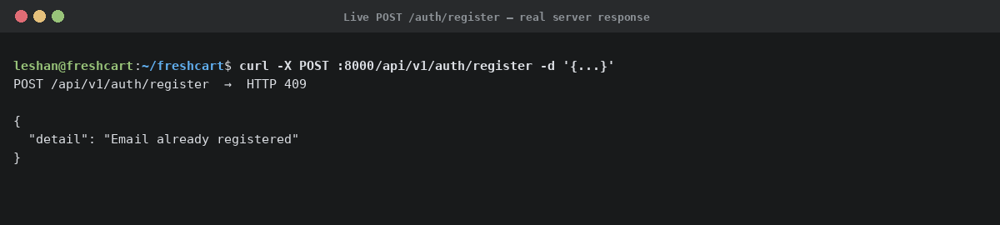 Live POST /auth/register — real server response
leshan@freshcart:~/freshcart$ curl -X POST :8000/api/v1/auth/register -d '{...}'
POST /api/v1/auth/register  →  HTTP 409
{
  "detail": "Email already registered"
}